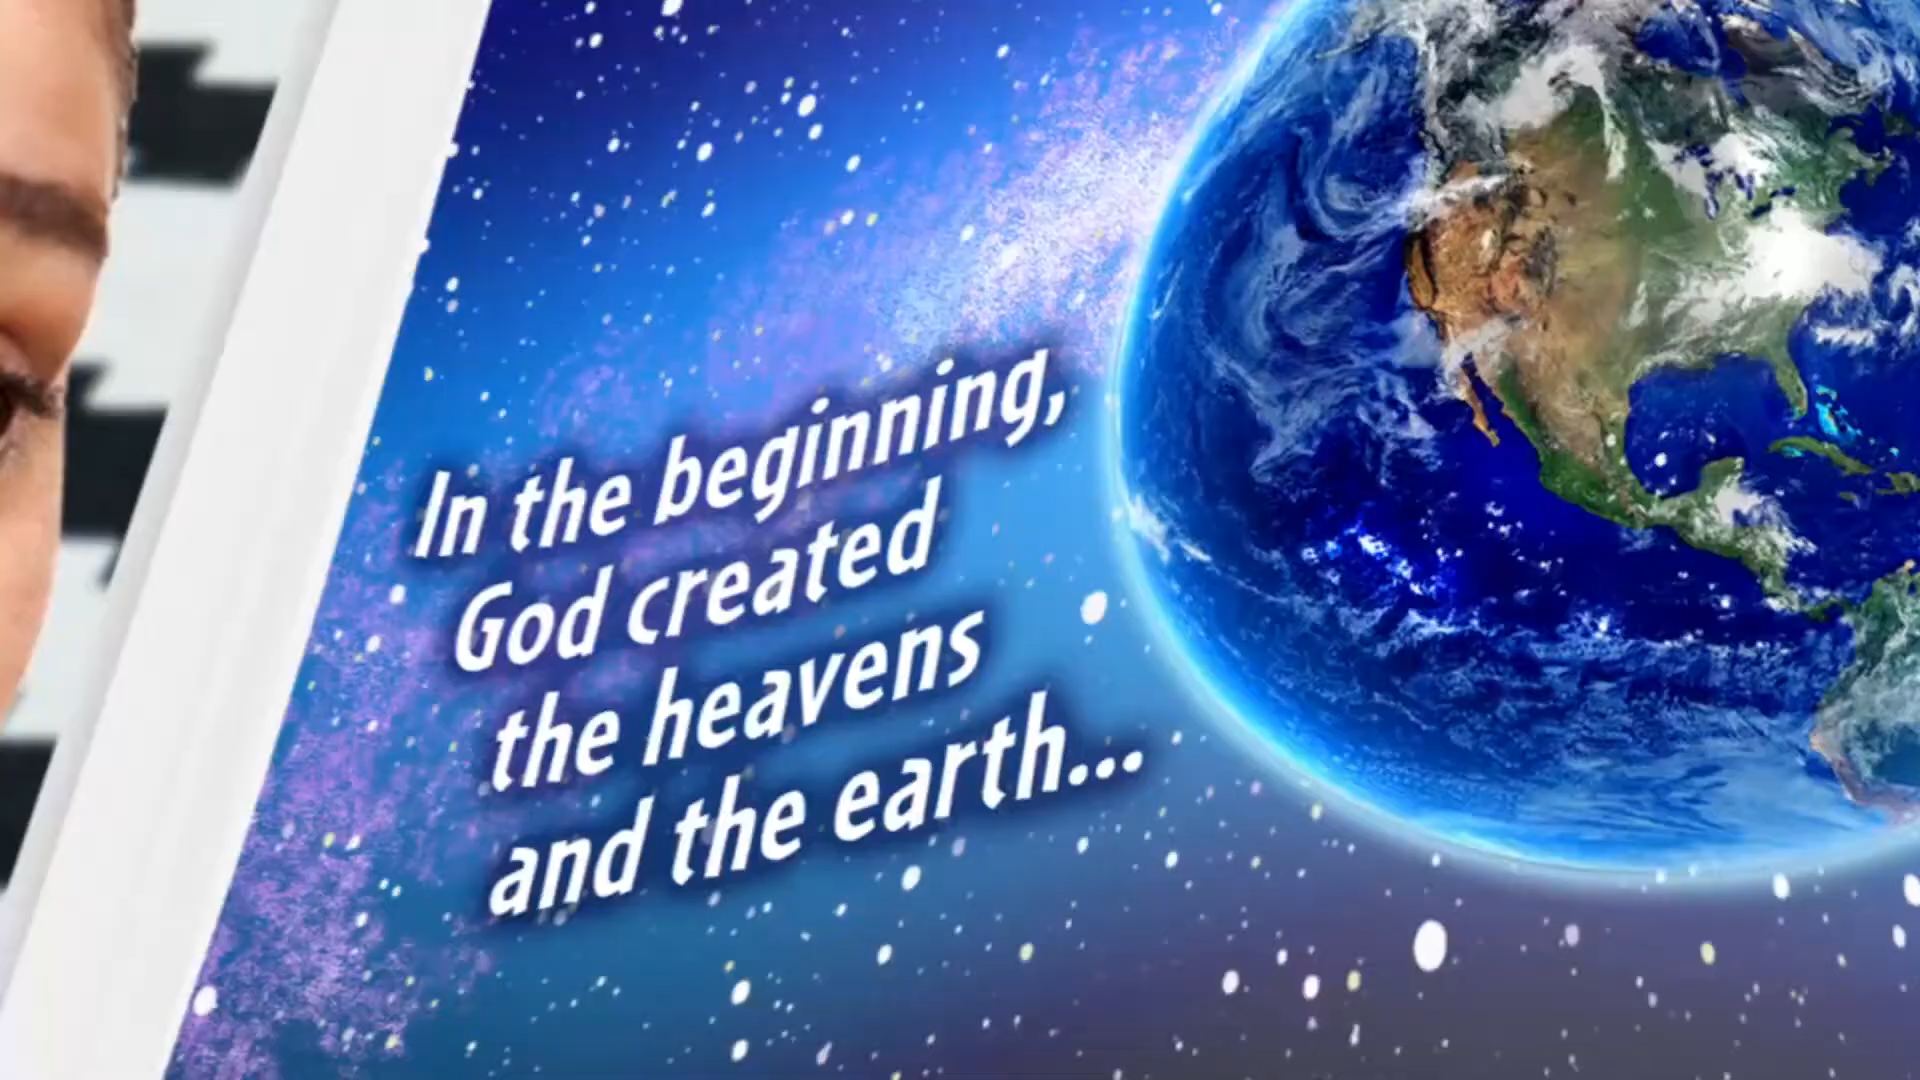 In the beginning,
God created
the heavens
and the earth...